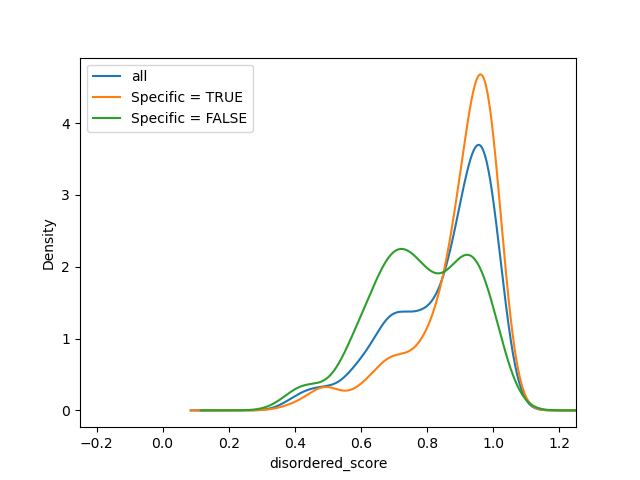 all
Specific = TRUE
Specific = FALSE
Density
4
3
2
1
0
−0.2 0.0 0.2 0.4 0.6 0.8 1.0 1.2
disordered_score